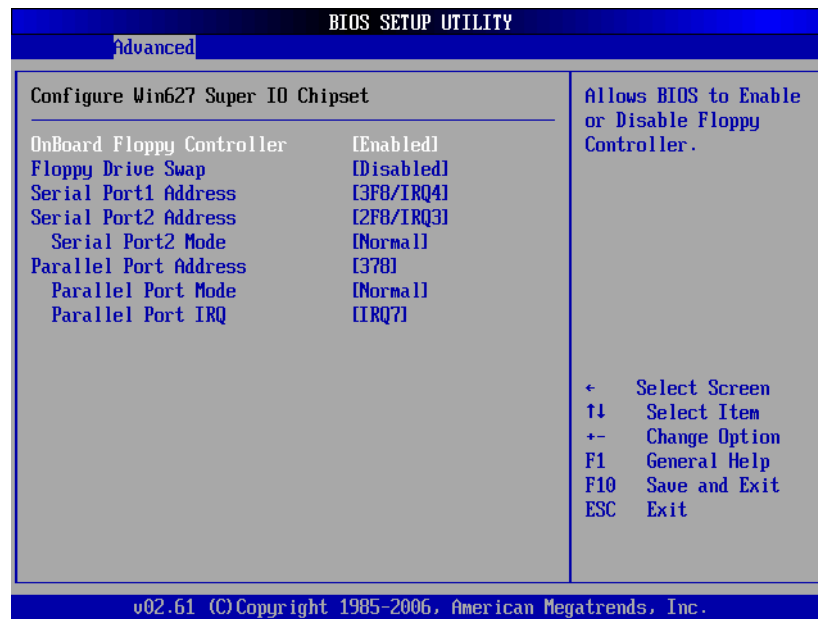 BIOS SETUP UTILITY
Advanced
Configure Win627 Super IO Chipset
OnBoard Floppy Controller [Enabled]
Floppy Drive Swap [Disabled]
Serial Port1 Address [3F8/IRQ4]
Serial Port2 Address [2F8/IRQ3]
Serial Port2 Mode [Normal]
Parallel Port Address [378]
Parallel Port Mode [Normal]
Parallel Port IRQ [IRQ7]
Allows BIOS to Enable
or Disable Floppy
Controller.
← Select Screen
↑↓ Select Item
+- Change Option
F1 General Help
F10 Save and Exit
ESC Exit
v02.61 (C)Copyright 1985-2006, American Megatrends, Inc.